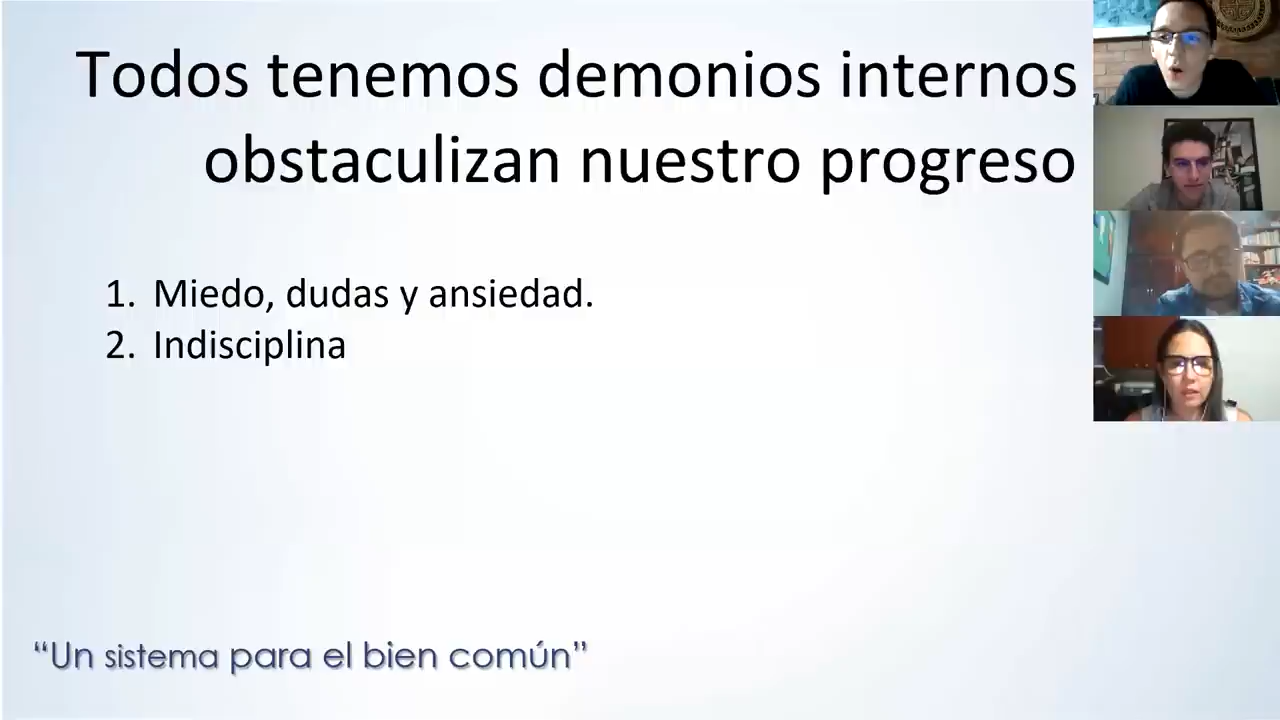 Todos tenemos demonios internos
obstaculizan nuestro progreso
1. Miedo, dudas y ansiedad.
2. Indisciplina
“Un sistema para el bien común”